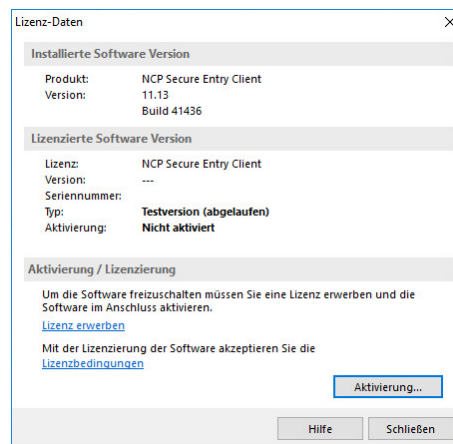 Lizenz-Daten
Installierte Software Version
Produkt: NCP Secure Entry Client
Version: 11.13
Build 41436
Lizenzierte Software Version
Lizenz: NCP Secure Entry Client
Version: ---
Seriennummer:
Typ: Testversion (abgelaufen)
Aktivierung: Nicht aktiviert
Aktivierung / Lizenzierung
Um die Software freizuschalten müssen Sie eine Lizenz erwerben und die
Software im Anschluss aktivieren.
Lizenz erwerben
Mit der Lizenzierung der Software akzeptieren Sie die
Lizenzbedingungen
Aktivierung...
Hilfe Schließen